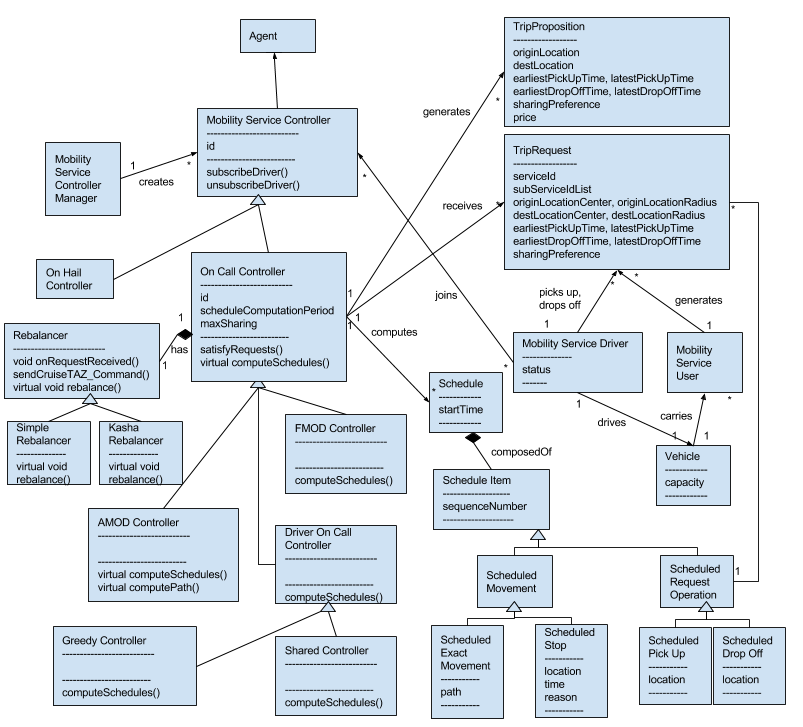 Agent
TripProposition
------------------
originLocation
destLocation
earliestPickUpTime, latestPickUpTime
earliestDropOffTime, latestDropOffTime
sharingPreference
price
generates
*
Mobility Service Controller
--------------------------
id
--------------------------
subscribeDriver()
unsubscribeDriver()
Mobility
Service
Controller
Manager
1
*
creates
TripRequest
------------------
serviceId
subServiceIdList
originLocationCenter, originLocationRadius
destLocationCenter, destLocationRadius
earliestPickUpTime, latestPickUpTime
earliestDropOffTime, latestDropOffTime
sharingPreference
*
receives
*
*
On Hail
Controller
On Call Controller
--------------------------
id
scheduleComputationPeriod
maxSharing
--------------------------
satisfyRequests()
virtual computeSchedules()
1
1
1
joins
picks up,
drops off
*
*
generates
computes
1
has
1
Rebalancer
--------------------------
void onRequestReceived()
sendCruiseTAZ_Command()
virtual void rebalance()
1
1
Mobility Service Driver
--------------
status
-------
*
Mobility
Service
User
*
Schedule
------------
startTime
------------
*
1
drives
carries
1
1
Simple
Rebalancer
--------------
virtual void
rebalance()
Kasha
Rebalancer
--------------
virtual void
rebalance()
FMOD Controller
--------------------------
-------------------------
computeSchedules()
composedOf
Vehicle
------------
capacity
------------
Schedule Item
-------------------
sequenceNumber
--------------------
AMOD Controller
--------------------------
-------------------------
virtual computeSchedules()
virtual computePath()
Driver On Call
Controller
--------------------------
-------------------------
computeSchedules()
Scheduled
Movement
Scheduled
Request
Operation
1
Greedy Controller
--------------------------
-------------------------
computeSchedules()
Shared Controller
--------------------------
-------------------------
computeSchedules()
Scheduled
Exact
Movement
-----------
path
-----------
Scheduled
Stop
-----------
location
time
reason
-----------
Scheduled
Pick Up
-----------
location
-----------
Scheduled
Drop Off
-----------
location
-----------